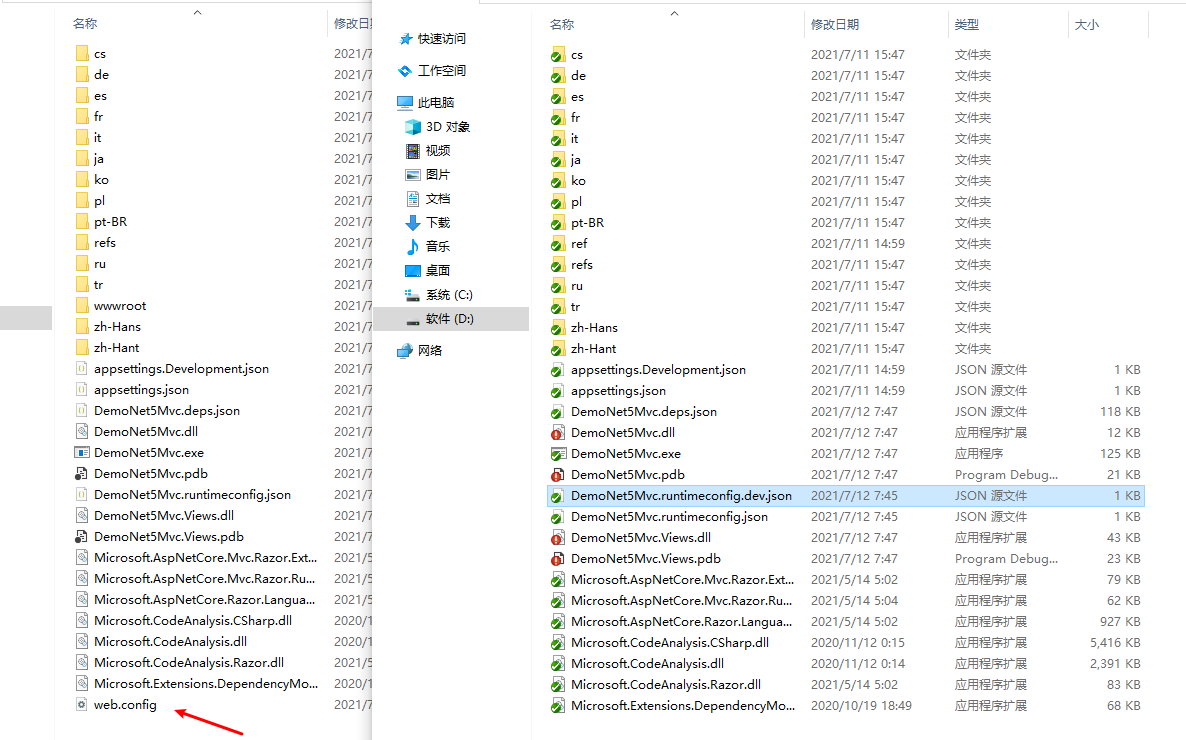 名称 修改日期
cs 2021/7
de 2021/7
es 2021/7
fr 2021/7
it 2021/7
ja 2021/7
ko 2021/7
pl 2021/7
pt-BR 2021/7
refs 2021/7
ru 2021/7
tr 2021/7
wwwroot 2021/7
zh-Hans 2021/7
zh-Hant 2021/7
appsettings.Development.json 2021/7
appsettings.json 2021/7
DemoNet5Mvc.deps.json 2021/7
DemoNet5Mvc.dll 2021/7
DemoNet5Mvc.exe 2021/7
DemoNet5Mvc.pdb 2021/7
DemoNet5Mvc.runtimeconfig.json 2021/7
DemoNet5Mvc.Views.dll 2021/7
DemoNet5Mvc.Views.pdb 2021/7
Microsoft.AspNetCore.Mvc.Razor.Ext... 2021/5
Microsoft.AspNetCore.Mvc.Razor.Ru... 2021/5
Microsoft.AspNetCore.Razor.Langua... 2021/5
Microsoft.CodeAnalysis.CSharp.dll 2020/1
Microsoft.CodeAnalysis.dll 2020/1
Microsoft.CodeAnalysis.Razor.dll 2021/5
Microsoft.Extensions.DependencyMo... 2020/1
web.config 2021/7
快速访问
工作空间
此电脑
3D 对象
视频
图片
文档
下载
音乐
桌面
系统 (C:)
软件 (D:)
网络
名称 修改日期 类型 大小
cs 2021/7/11 15:47 文件夹
de 2021/7/11 15:47 文件夹
es 2021/7/11 15:47 文件夹
fr 2021/7/11 15:47 文件夹
it 2021/7/11 15:47 文件夹
ja 2021/7/11 15:47 文件夹
ko 2021/7/11 15:47 文件夹
pl 2021/7/11 15:47 文件夹
pt-BR 2021/7/11 15:47 文件夹
ref 2021/7/11 14:59 文件夹
refs 2021/7/11 15:47 文件夹
ru 2021/7/11 15:47 文件夹
tr 2021/7/11 15:47 文件夹
zh-Hans 2021/7/11 15:47 文件夹
zh-Hant 2021/7/11 15:47 文件夹
appsettings.Development.json 2021/7/11 14:59 JSON 源文件 1 KB
appsettings.json 2021/7/11 14:59 JSON 源文件 1 KB
DemoNet5Mvc.deps.json 2021/7/12 7:47 JSON 源文件 118 KB
DemoNet5Mvc.dll 2021/7/12 7:47 应用程序扩展 12 KB
DemoNet5Mvc.exe 2021/7/12 7:47 应用程序 125 KB
DemoNet5Mvc.pdb 2021/7/12 7:47 Program Debug... 21 KB
DemoNet5Mvc.runtimeconfig.dev.json 2021/7/12 7:45 JSON 源文件 1 KB
DemoNet5Mvc.runtimeconfig.json 2021/7/12 7:45 JSON 源文件 1 KB
DemoNet5Mvc.Views.dll 2021/7/12 7:47 应用程序扩展 43 KB
DemoNet5Mvc.Views.pdb 2021/7/12 7:47 Program Debug... 23 KB
Microsoft.AspNetCore.Mvc.Razor.Ext... 2021/5/14 5:02 应用程序扩展 79 KB
Microsoft.AspNetCore.Mvc.Razor.Ru... 2021/5/14 5:04 应用程序扩展 62 KB
Microsoft.AspNetCore.Razor.Langua... 2021/5/14 5:02 应用程序扩展 927 KB
Microsoft.CodeAnalysis.CSharp.dll 2020/11/12 0:15 应用程序扩展 5,416 KB
Microsoft.CodeAnalysis.dll 2020/11/12 0:14 应用程序扩展 2,391 KB
Microsoft.CodeAnalysis.Razor.dll 2021/5/14 5:02 应用程序扩展 83 KB
Microsoft.Extensions.DependencyMo... 2020/10/19 18:49 应用程序扩展 68 KB